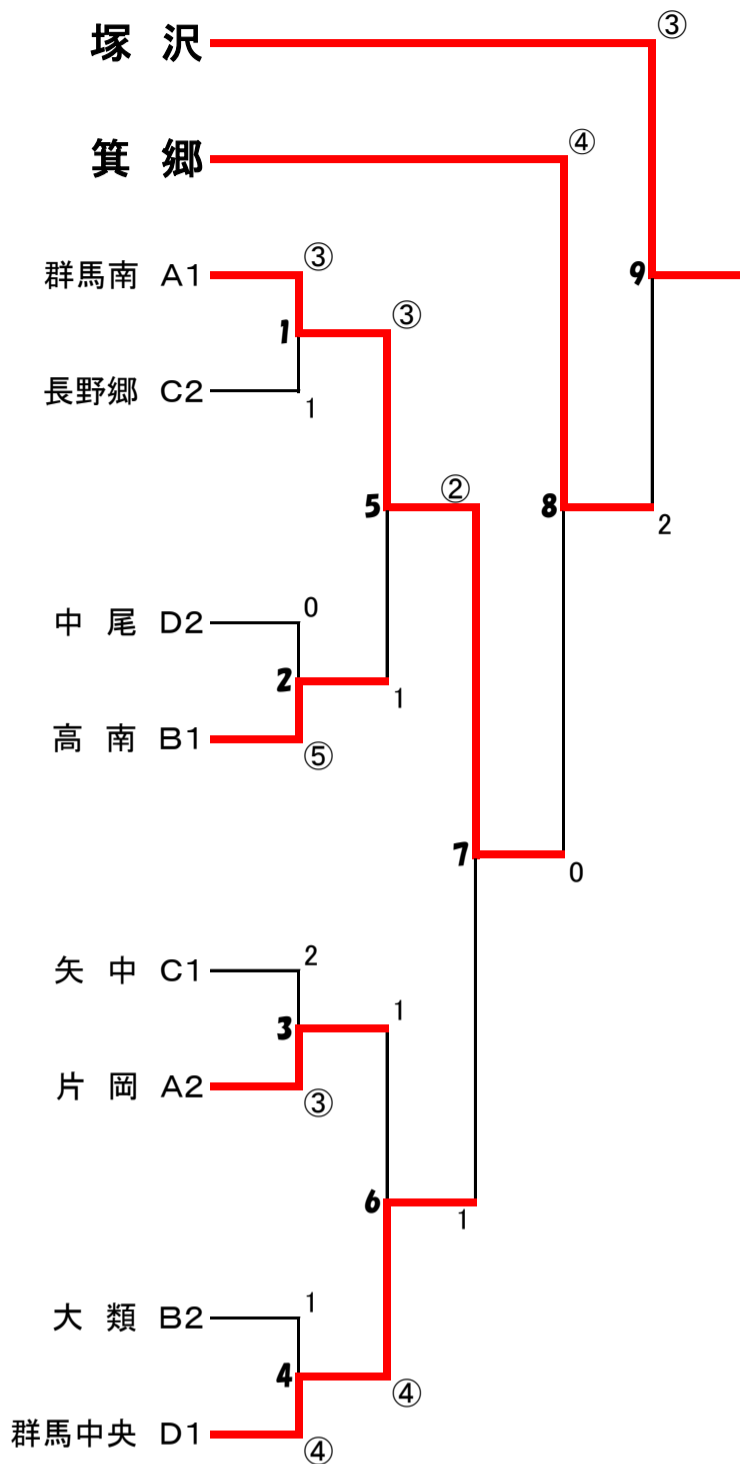 塚 沢
③
箕 郷
④
群馬南 A1
③
9
1
③
長野郷 C2
1
5
②
8
2
中 尾 D2
0
2
1
高 南 B1
⑤
7
0
矢 中 C1
2
3
1
片 岡 A2
③
6
1
大 類 B2
1
4
④
群馬中央 D1
④